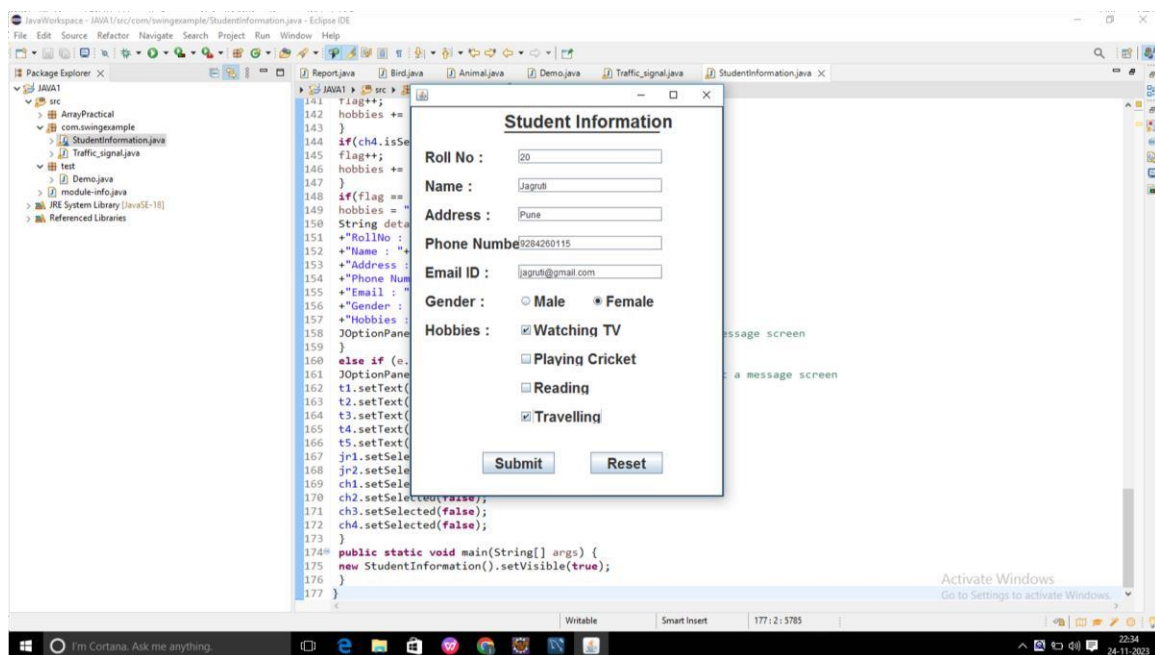 JavaWorkspace - JAVA1/src/com/swingexample/StudentInformation.java - Eclipse IDE
File Edit Source Refactor Navigate Search Project Run Window Help
Package Explorer
Report.java Bird.java Animal.java Demo.java Traffic_signal.java StudentInformation.java
JAVA1
src
ArrayPractical
com.swingexample
StudentInformation.java
Traffic_signal.java
test
Demo.java
module-info.java
JRE System Library [JavaSE-18]
Referenced Libraries
JAVA1 src
141 flag++;
142 hobbies +=
143 }
144 if(ch4.isSe
145 flag++;
146 hobbies +=
147 }
148 if(flag ==
149 hobbies = "
150 String deta
151 +"RollNo :
152 +"Name : "+
153 +"Address :
154 +"Phone Num
155 +"Email : "
156 +"Gender :
157 +"Hobbies :
158 JOptionPane essage screen
159 }
160 else if (e.
161 JOptionPane a message screen
162 t1.setText(
163 t2.setText(
164 t3.setText(
165 t4.setText(
166 t5.setText(
167 jr1.setSele
168 jr2.setSele
169 ch1.setSele
170 ch2.setSelected(false);
171 ch3.setSelected(false);
172 ch4.setSelected(false);
173 }
174 public static void main(String[] args) {
175 new StudentInformation().setVisible(true);
176 }
177 }
Student Information
Roll No : 20
Name : Jagruti
Address : Pune
Phone Numbe 9284260115
Email ID : jagruti@gmail.com
Gender : Male Female
Hobbies : Watching TV
Playing Cricket
Reading
Travelling
Submit Reset
Activate Windows
Go to Settings to activate Windows.
Writable Smart Insert 177 : 2 : 5785
I'm Cortana. Ask me anything.
22:34
24-11-2023